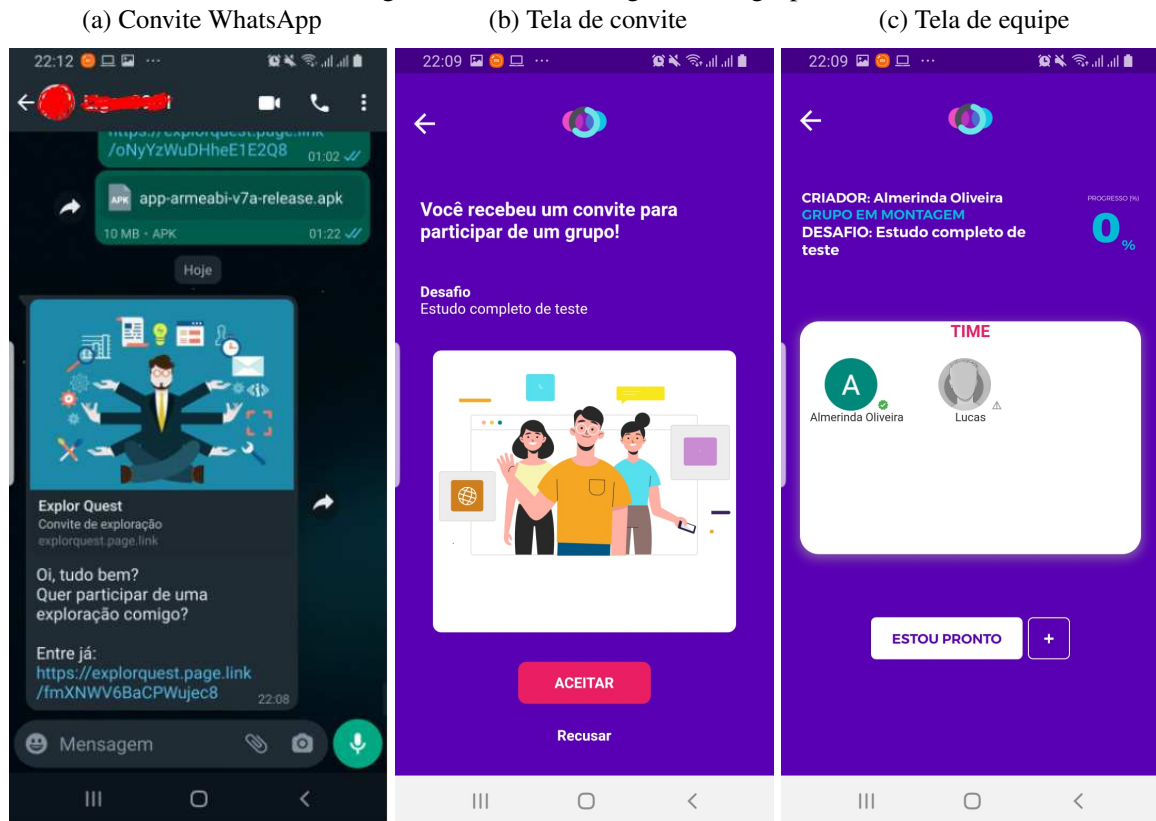 (a) Convite WhatsApp
(b) Tela de convite
(c) Tela de equipe
22:12
https://explorquest.page.link
/oNyYzWuDHheE1E2Q8 01:02
APK
app-armeabi-v7a-release.apk
10 MB · APK 01:22
Hoje
Explor Quest
Convite de exploração
explorquest.page.link
Oi, tudo bem?
Quer participar de uma
exploração comigo?
Entre já:
https://explorquest.page.link
/fmXNWV6BaCPWujec8 22:08
Mensagem
22:09
Você recebeu um convite para
participar de um grupo!
Desafio
Estudo completo de teste
ACEITAR
Recusar
22:09
CRIADOR: Almerinda Oliveira
GRUPO EM MONTAGEM
DESAFIO: Estudo completo de
teste
PROGRESSO (%)
0%
TIME
A
Almerinda Oliveira
Lucas
ESTOU PRONTO
+